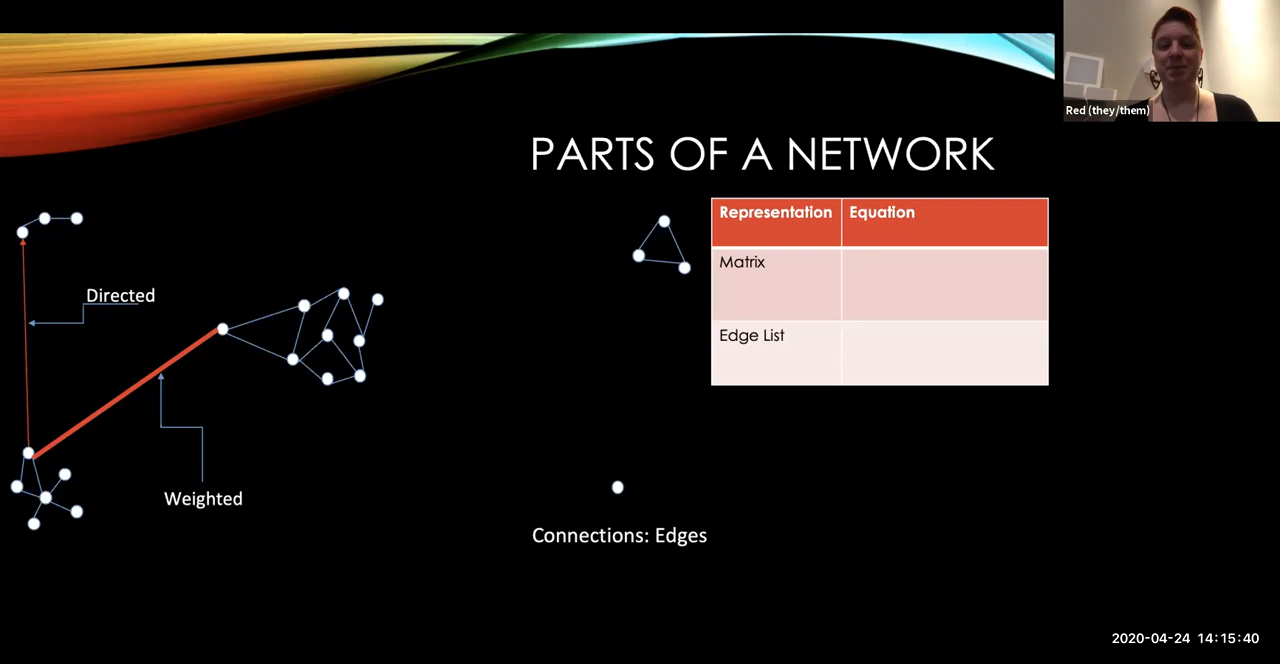 Red (they/them)
PARTS OF A NETWORK
Representation Equation
Matrix
Edge List
Directed
Weighted
Connections: Edges
2020-04-24 14:15:40